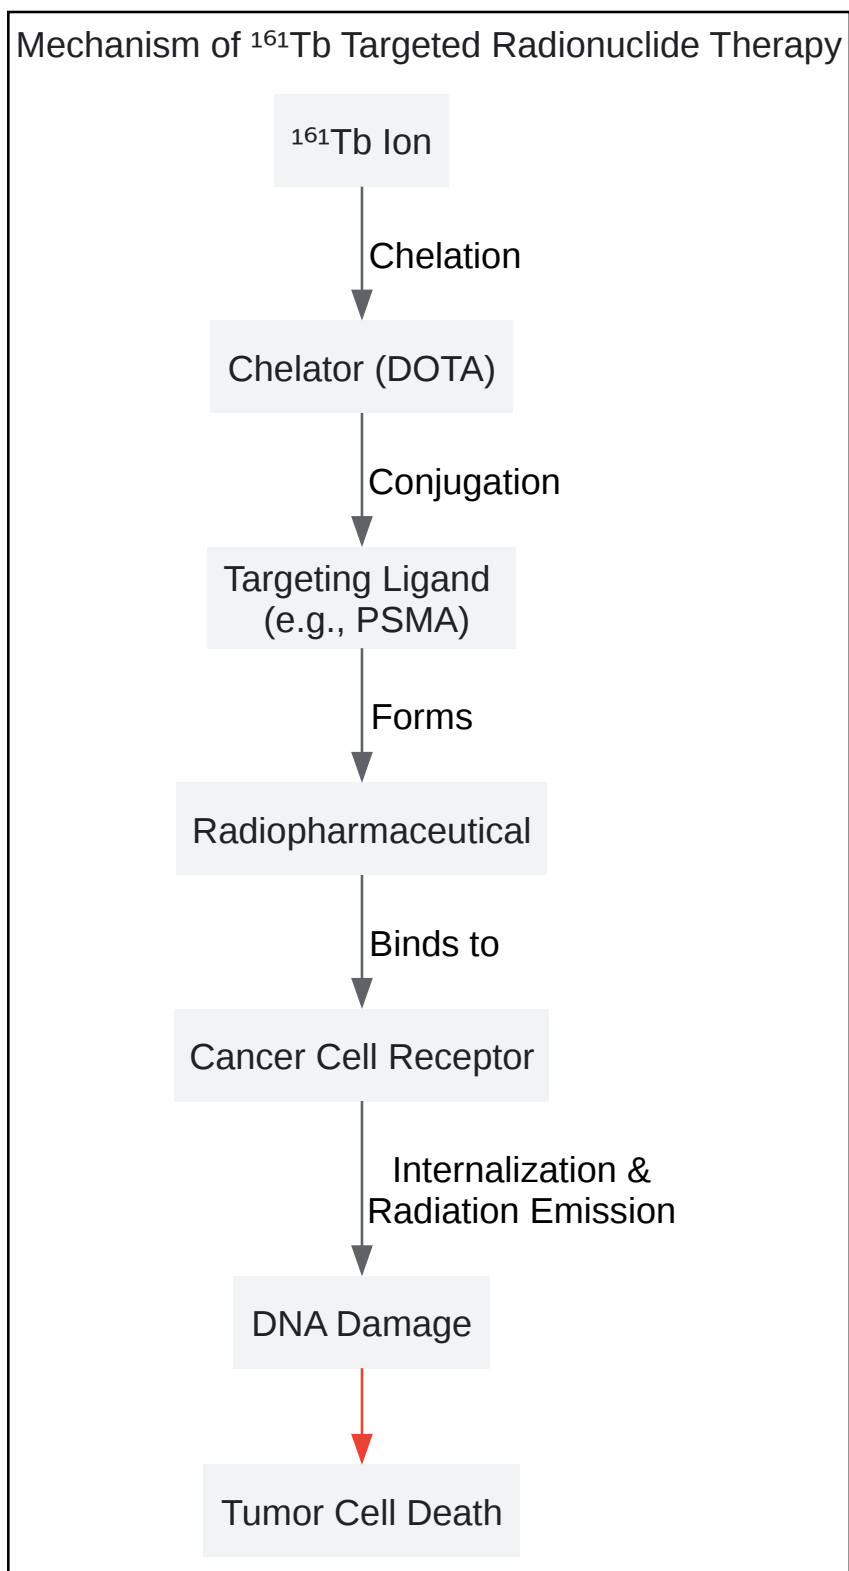 Mechanism of ¹⁶¹Tb Targeted Radionuclide Therapy
¹⁶¹Tb Ion
Chelation
Chelator (DOTA)
Conjugation
Targeting Ligand
(e.g., PSMA)
Forms
Radiopharmaceutical
Binds to
Cancer Cell Receptor
Internalization &
Radiation Emission
DNA Damage
Tumor Cell Death